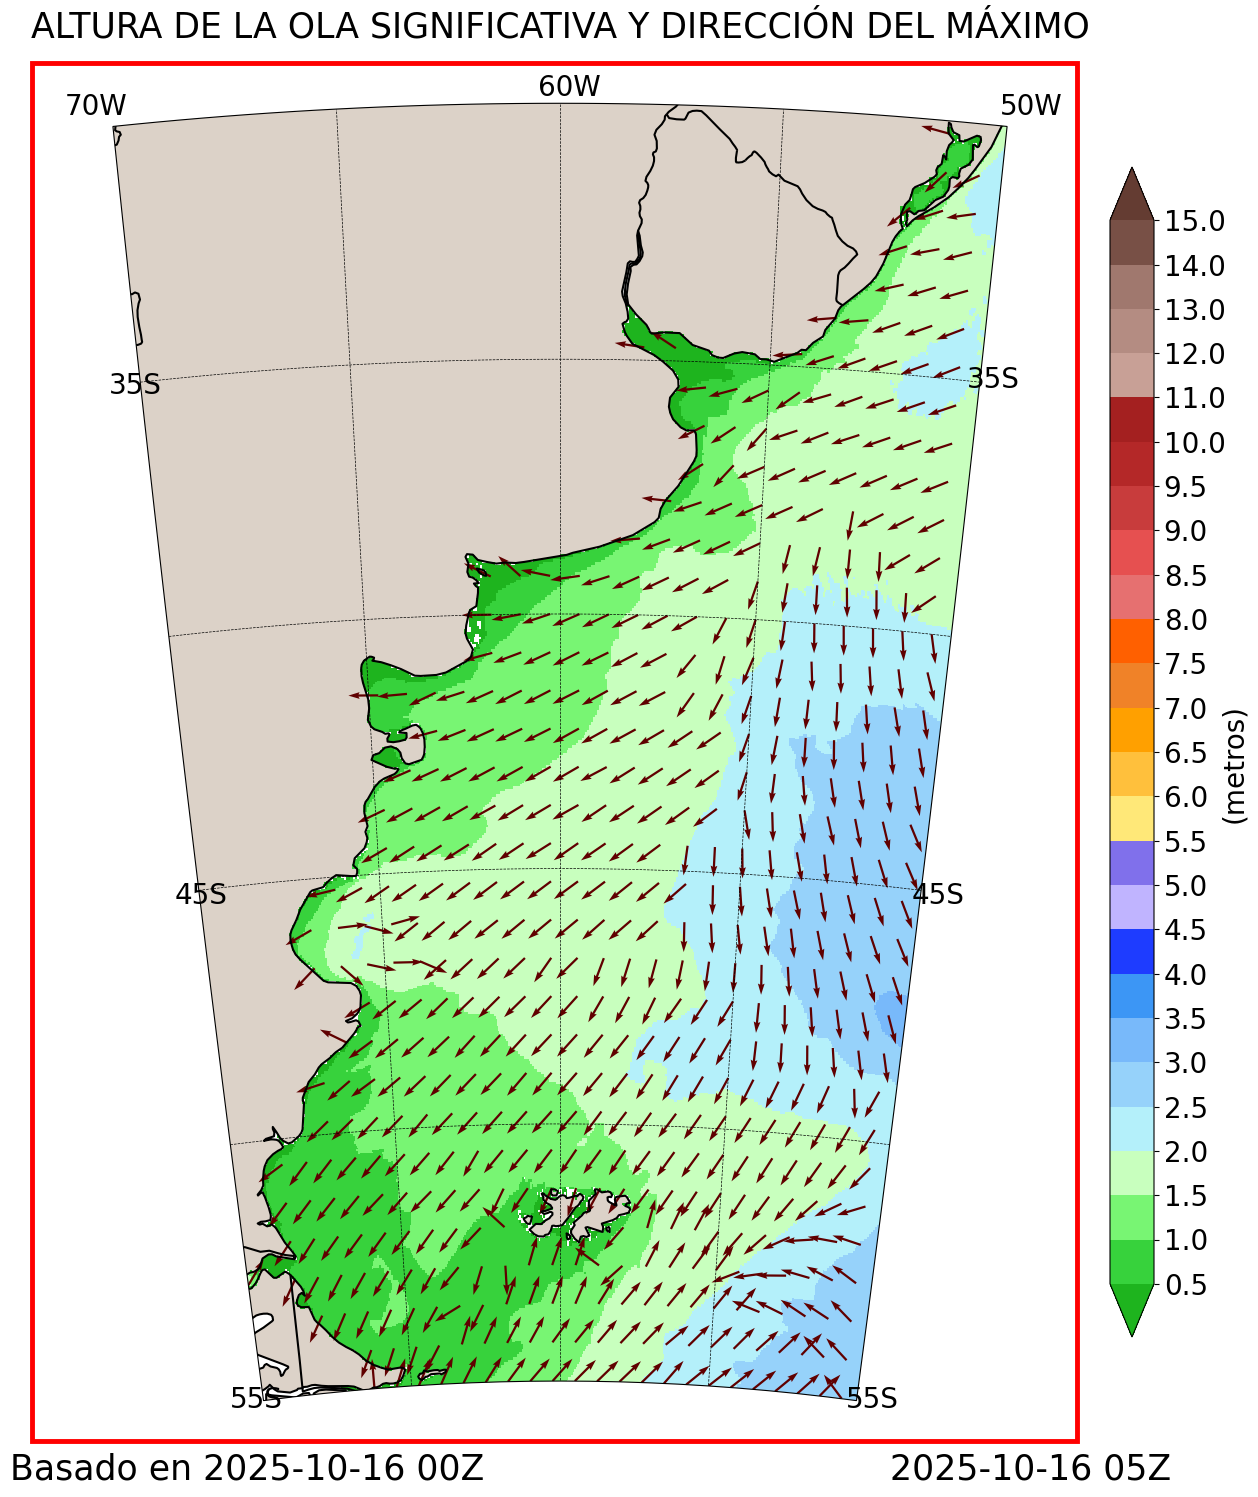 ALTURA DE LA OLA SIGNIFICATIVA Y DIRECCIÓN DEL MÁXIMO
70W
60W
50W
35S
35S
45S
45S
55S
55S
15.0
14.0
13.0
12.0
11.0
10.0
9.5
9.0
8.5
8.0
7.5
7.0
6.5
6.0
5.5
5.0
4.5
4.0
3.5
3.0
2.5
2.0
1.5
1.0
0.5
(metros)
Basado en 2025-10-16 00Z
2025-10-16 05Z